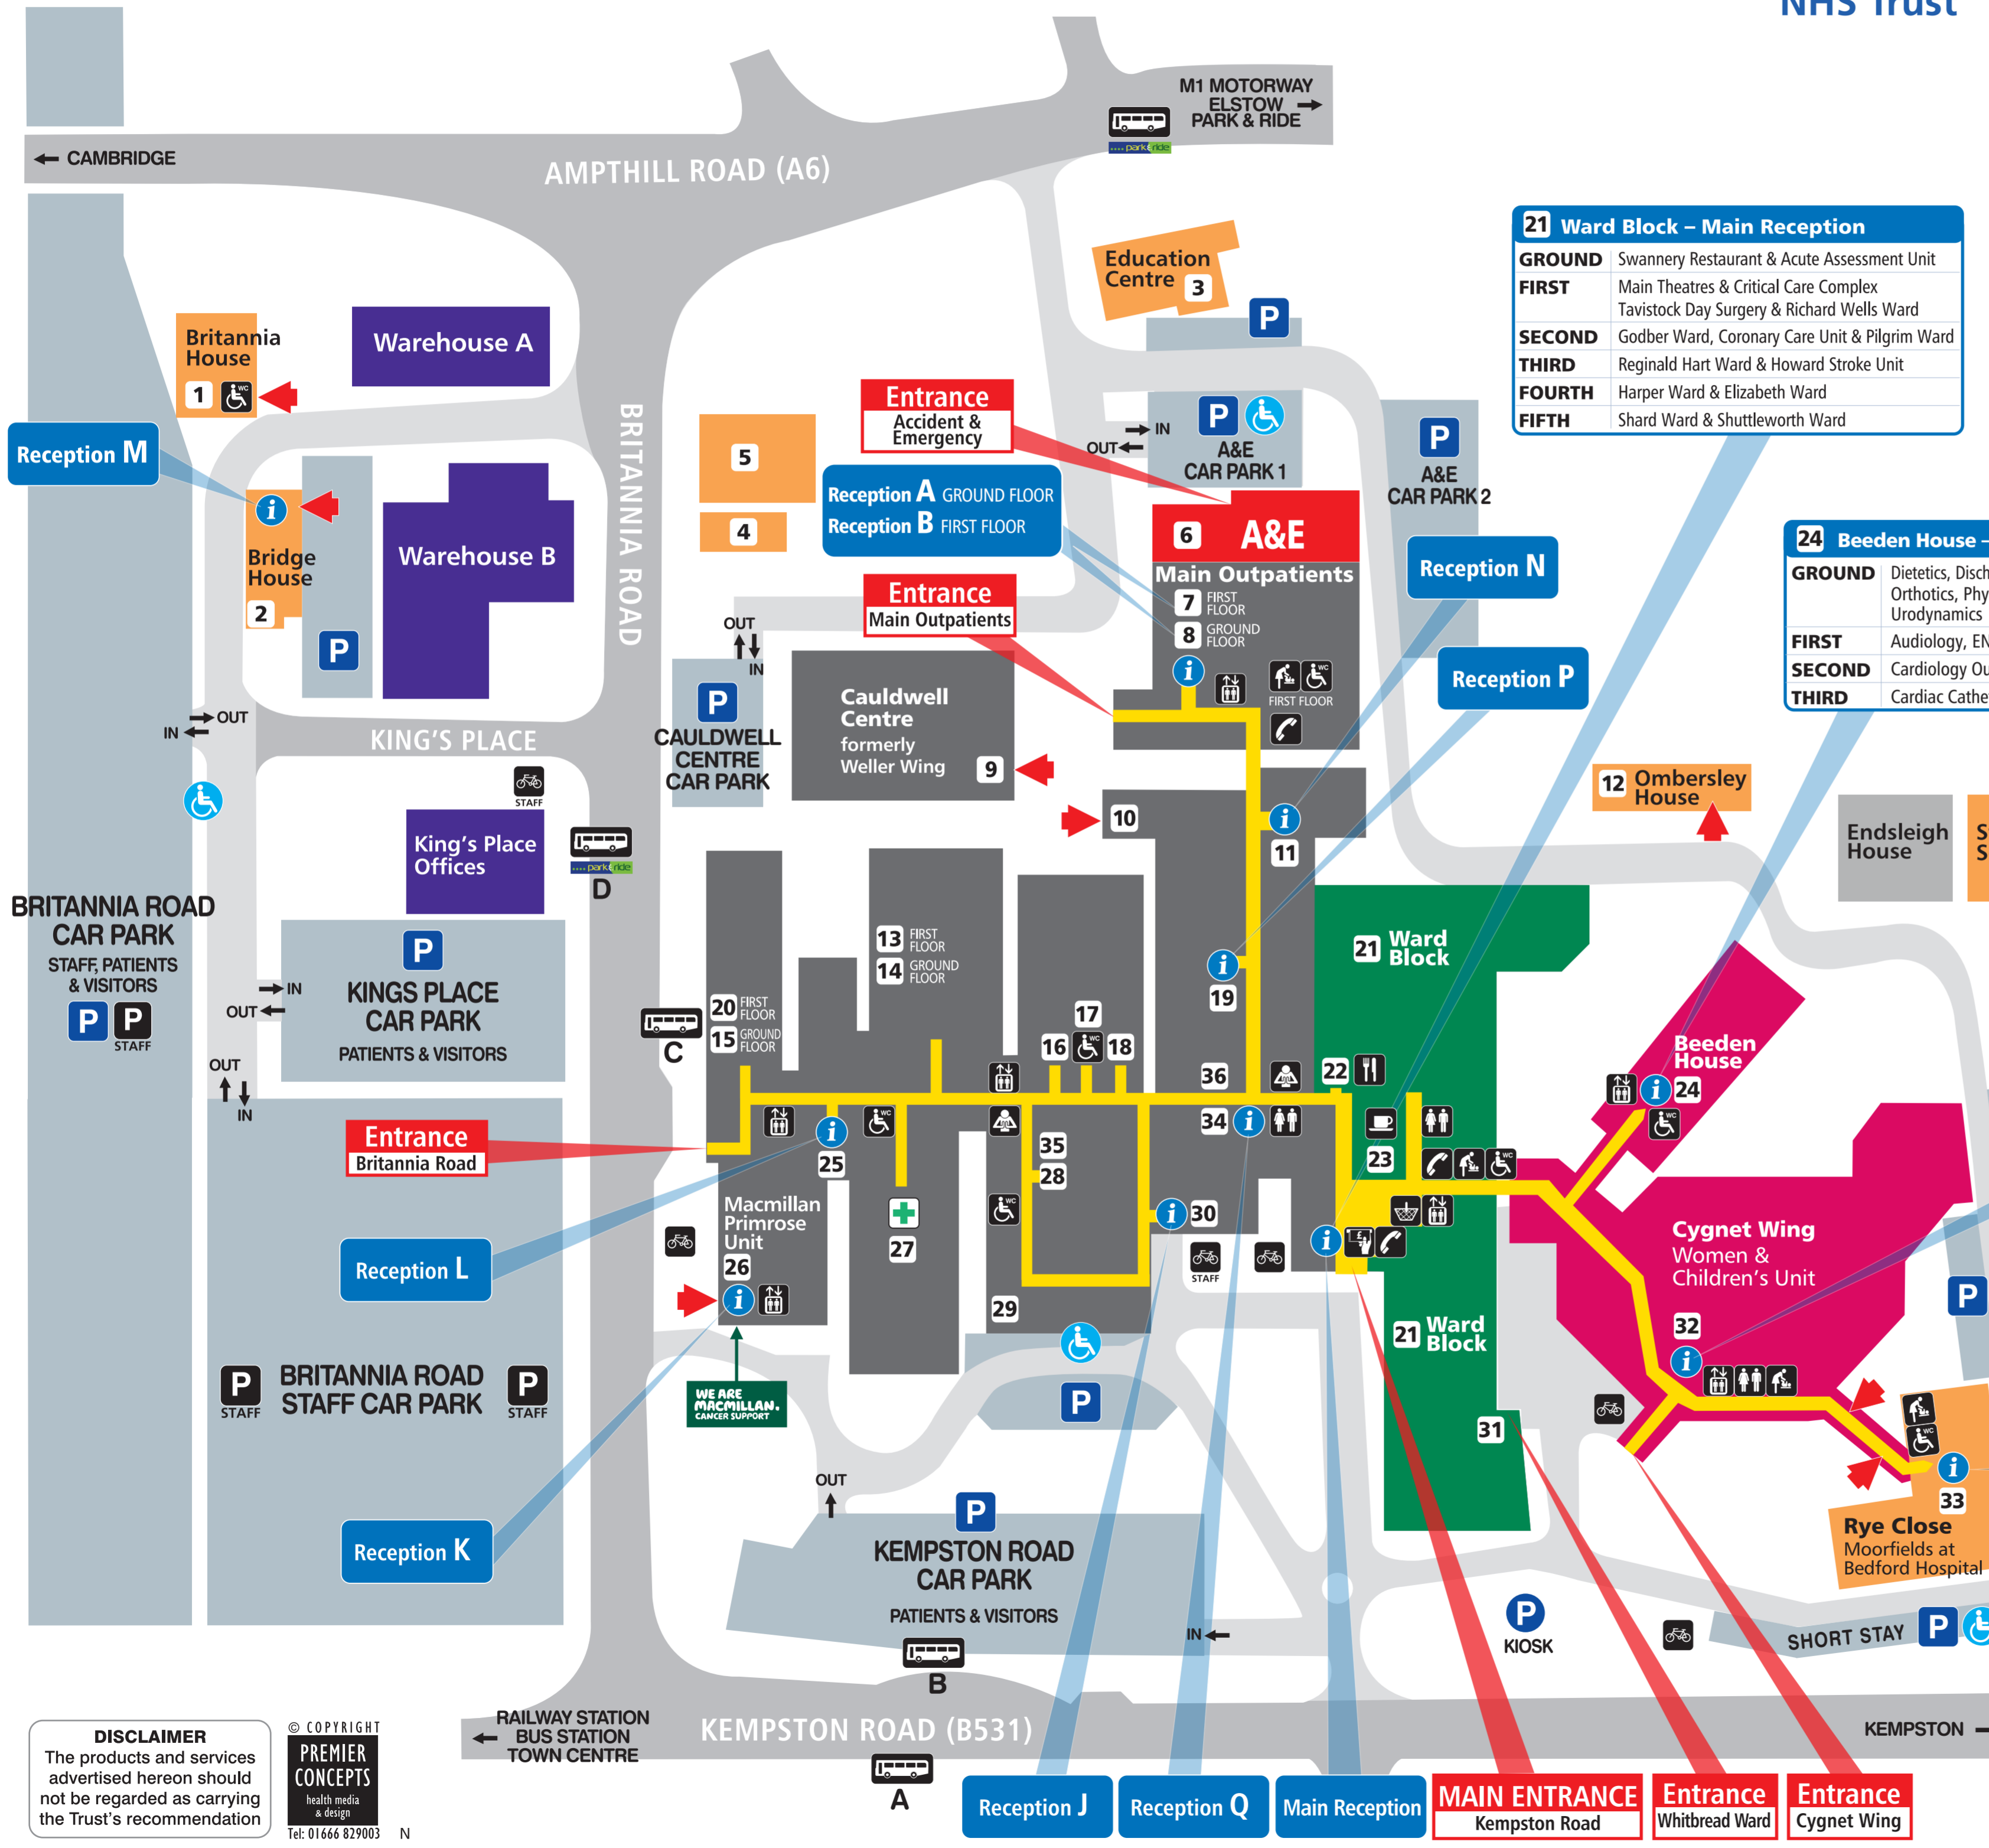 NHS Trust
M1 MOTORWAY
ELSTOW
PARK & RIDE
park ride
CAMBRIDGE
AMPTHILL ROAD (A6)
21 Ward Block – Main Reception
GROUND Swannery Restaurant & Acute Assessment Unit
FIRST Main Theatres & Critical Care Complex
Tavistock Day Surgery & Richard Wells Ward
SECOND Godber Ward, Coronary Care Unit & Pilgrim Ward
THIRD Reginald Hart Ward & Howard Stroke Unit
FOURTH Harper Ward & Elizabeth Ward
FIFTH Shard Ward & Shuttleworth Ward
Education
Centre 3
P
Britannia
House
1 WC
Warehouse A
Reception M
i
Bridge
House
2
P
Warehouse B
BRITANNIA ROAD
5
4
Entrance
Accident &
Emergency
Reception A GROUND FLOOR
Reception B FIRST FLOOR
IN
OUT
P
A&E
CAR PARK 1
P
A&E
CAR PARK 2
6 A&E
Main Outpatients
7 FIRST
FLOOR
8 GROUND
FLOOR
i
WC
FIRST FLOOR
Entrance
Main Outpatients
Reception N
Reception P
24 Beeden House –
GROUND Dietetics, Disch
Orthotics, Phy
Urodynamics
FIRST Audiology, EN
SECOND Cardiology Ou
THIRD Cardiac Cathe
OUT
IN
P
CAULDWELL
CENTRE
CAR PARK
Cauldwell
Centre
formerly
Weller Wing 9
10
i
11
12 Ombersley
House
Endsleigh
House
S
S
OUT
IN
KING'S PLACE
STAFF
King's Place
Offices
park ride
D
BRITANNIA ROAD
CAR PARK
STAFF, PATIENTS
& VISITORS
P P
STAFF
P
KINGS PLACE
CAR PARK
PATIENTS & VISITORS
IN
OUT
OUT
IN
C
13 FIRST
FLOOR
14 GROUND
FLOOR
20 FIRST
FLOOR
15 GROUND
FLOOR
16
17
WC
18
i
19
36
21 Ward
Block
22
Beeden
House
i 24
WC
Entrance
Britannia Road
i
25
WC
35
28
WC
34 i
23
WC
Macmillan
Primrose
Unit
26
i
27
i 30
29
STAFF
i £
Cygnet Wing
Women &
Children's Unit
32
i
P
Reception L
WE ARE
MACMILLAN.
CANCER SUPPORT
P
21 Ward
Block
31
WC
i
33
Rye Close
Moorfields at
Bedford Hospital
P
STAFF
BRITANNIA ROAD
STAFF CAR PARK
P
STAFF
Reception K
OUT
P
KEMPSTON ROAD
CAR PARK
PATIENTS & VISITORS
IN
B
P
KIOSK
SHORT STAY P
DISCLAIMER
The products and services
advertised hereon should
not be regarded as carrying
the Trust's recommendation
© COPYRIGHT
PREMIER
CONCEPTS
health media
& design
Tel: 01666 829003 N
RAILWAY STATION
BUS STATION
TOWN CENTRE
KEMPSTON ROAD (B531)
KEMPSTON
A
Reception J
Reception Q
Main Reception
MAIN ENTRANCE
Kempston Road
Entrance
Whitbread Ward
Entrance
Cygnet Wing